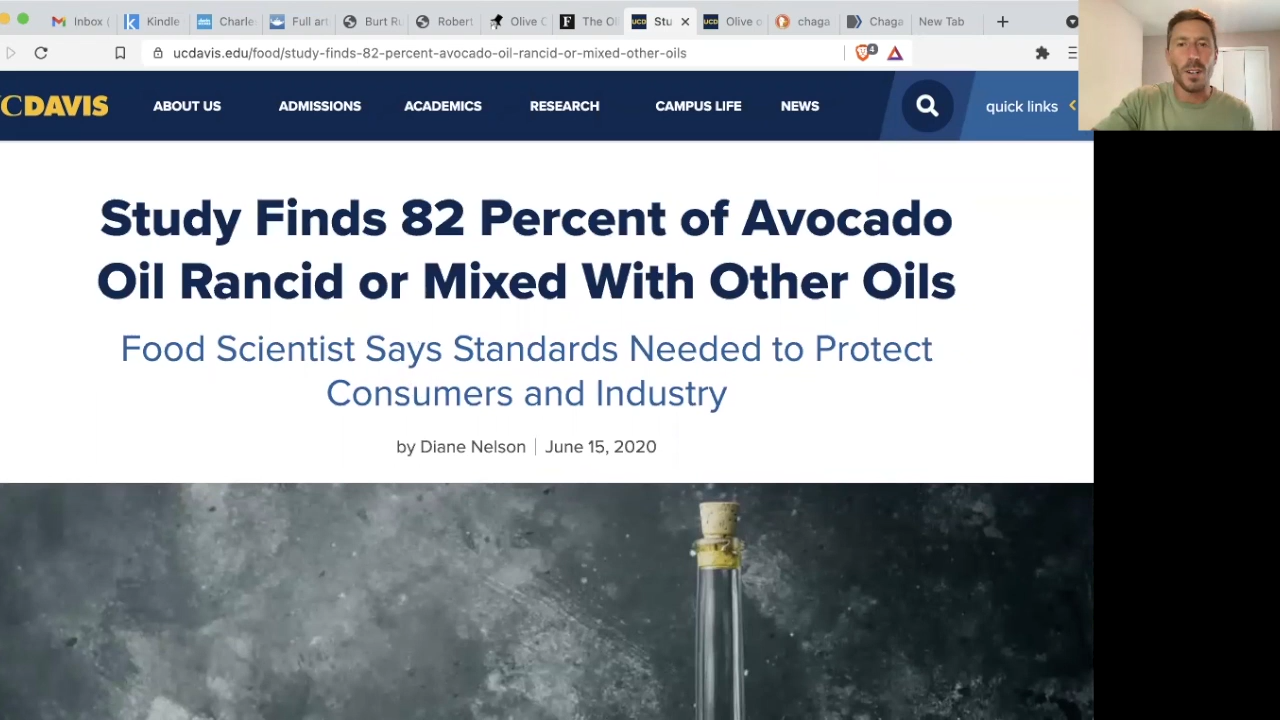 Inbox (
Kindle
Charle
Full art
Burt Ru
Robert
Olive C
The Ol
Stu
Olive o
chaga
Chaga
New Tab
ucdavis.edu/food/study-finds-82-percent-avocado-oil-rancid-or-mixed-other-oils
4
CDAVIS
ABOUT US
ADMISSIONS
ACADEMICS
RESEARCH
CAMPUS LIFE
NEWS
quick links
Study Finds 82 Percent of Avocado
Oil Rancid or Mixed With Other Oils
Food Scientist Says Standards Needed to Protect
Consumers and Industry
by Diane Nelson | June 15, 2020